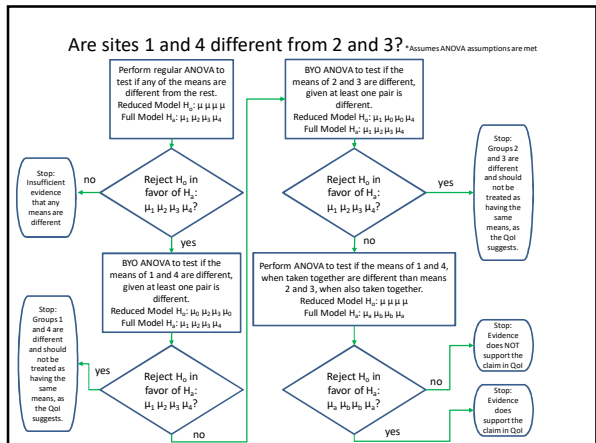 Are sites 1 and 4 different from 2 and 3? *Assumes ANOVA assumptions are met
Perform regular ANOVA to
test if any of the means are
different from the rest.
Reduced Model H₀: μ μ μ μ
Full Model Hₐ: μ₁ μ₂ μ₃ μ₄
Reject H₀ in
favor of Hₐ:
μ₁ μ₂ μ₃ μ₄?
no
Stop:
Insufficient
evidence
that any
means are
different
yes
BYO ANOVA to test if the
means of 1 and 4 are different,
given at least one pair is
different.
Reduced Model H₀: μ₀ μ₂ μ₃ μ₀
Full Model Hₐ: μ₁ μ₂ μ₃ μ₄
Reject H₀ in
favor of Hₐ:
μ₁ μ₂ μ₃ μ₄?
yes
Stop:
Groups 1
and 4 are
different
and should
not be
treated as
having the
same
means, as
the QoI
suggests.
no
BYO ANOVA to test if the
means of 2 and 3 are different,
given at least one pair is
different.
Reduced Model H₀: μ₁ μ₀ μ₀ μ₄
Full Model Hₐ: μ₁ μ₂ μ₃ μ₄
Reject H₀ in
favor of Hₐ:
μ₁ μ₂ μ₃ μ₄?
yes
Stop:
Groups 2
and 3 are
different
and should
not be
treated as
having the
same
means, as
the QoI
suggests.
no
Perform ANOVA to test if the means of 1 and 4,
when taken together are different than means
2 and 3, when also taken together.
Reduced Model H₀: μ μ μ μ
Full Model Hₐ: μₐ μ_b μ_b μₐ
Reject H₀ in
favor of Hₐ:
μₐ μ_b μ_b μₐ?
no
Stop:
Evidence
does NOT
support the
claim in QoI
yes
Stop:
Evidence
does
support the
claim in QoI